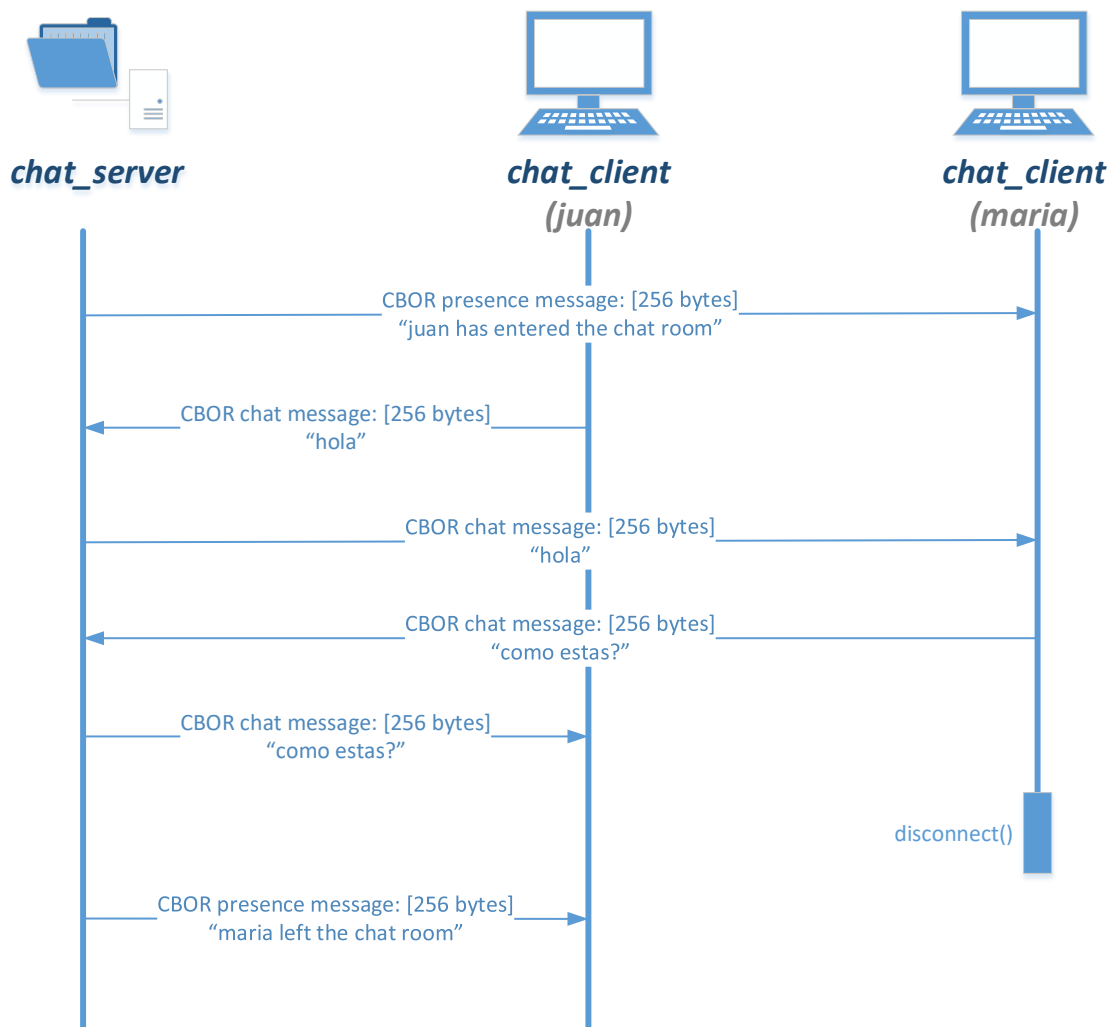 chat_server
chat_client
(juan)
chat_client
(maria)
CBOR presence message: [256 bytes]
“juan has entered the chat room”
CBOR chat message: [256 bytes]
“hola”
CBOR chat message: [256 bytes]
“hola”
CBOR chat message: [256 bytes]
“como estas?”
CBOR chat message: [256 bytes]
“como estas?”
disconnect()
CBOR presence message: [256 bytes]
“maria left the chat room”